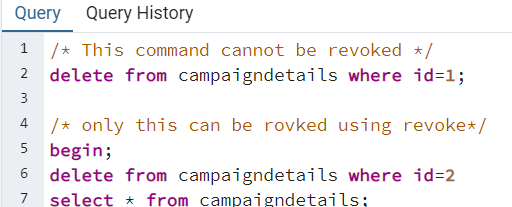 Query Query History
1 /* This command cannot be revoked */
2 delete from campaigndetails where id=1;
3
4 /* only this can be rovked using revoke*/
5 begin;
6 delete from campaigndetails where id=2
7 select * from campaigndetails;